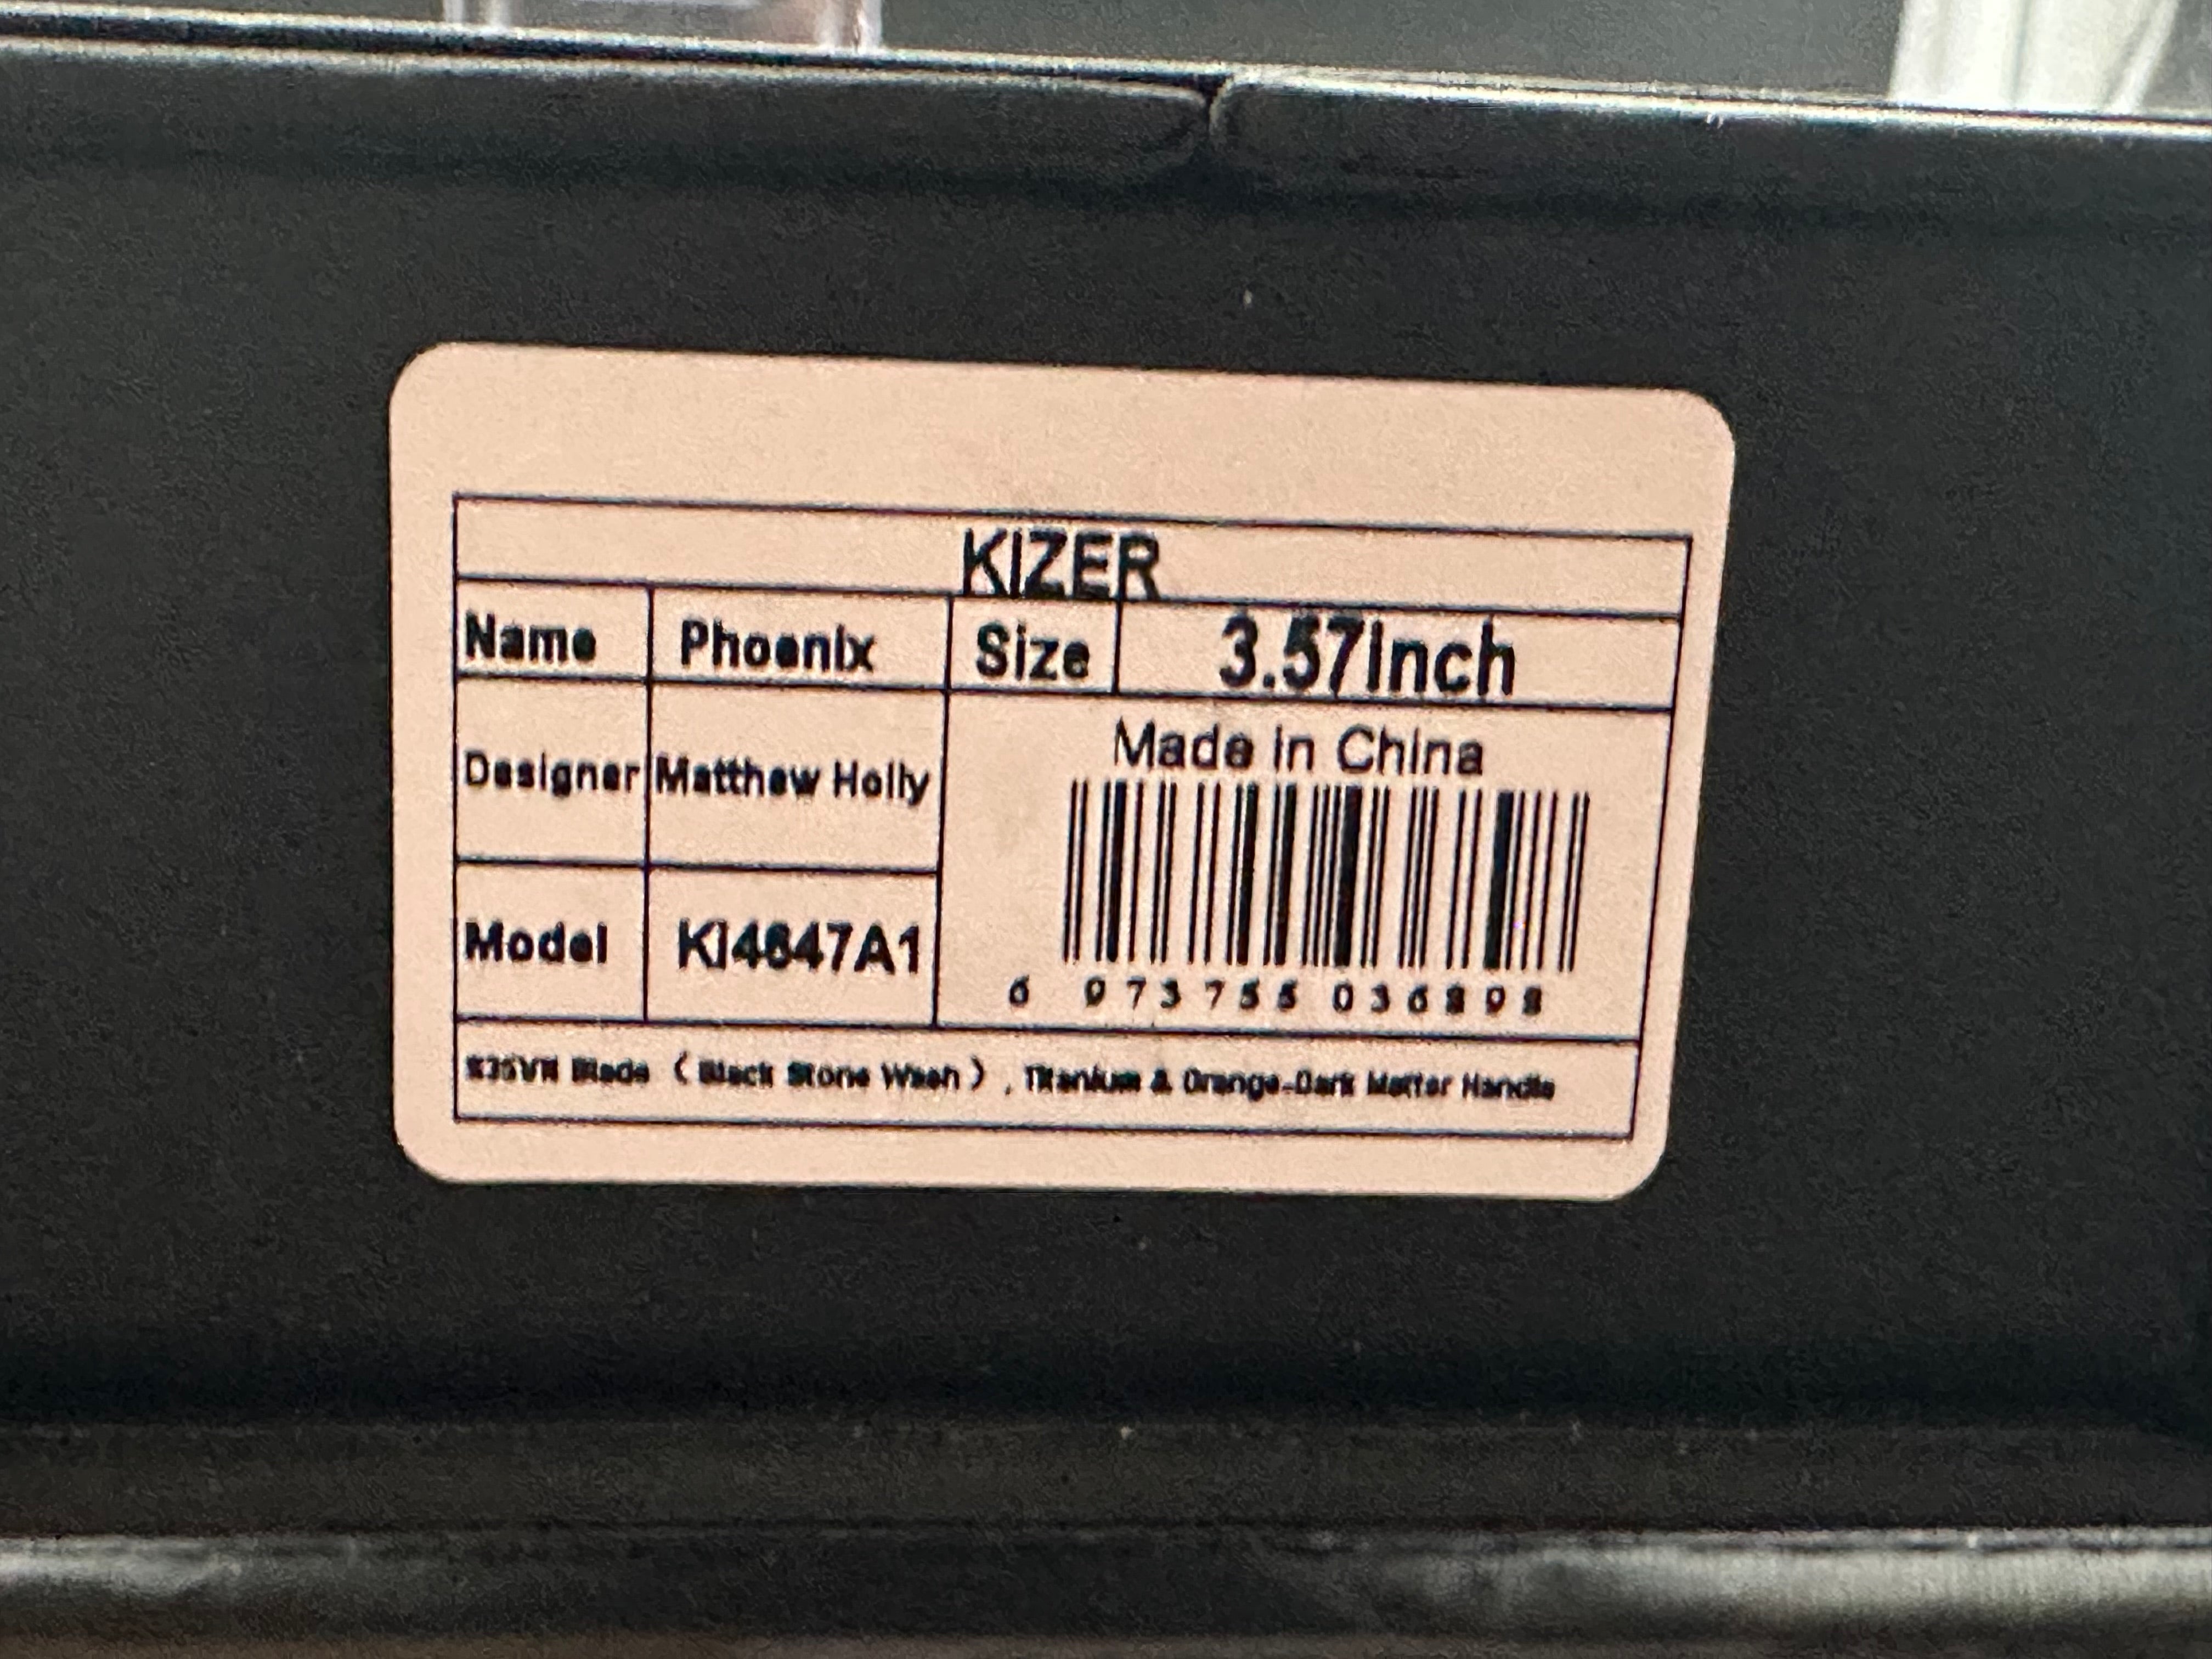 KIZER
Name Phoenix Size 3.57Inch
Designer Matthew Holly
Made in China
Model Ki4647A1
6 973755 036898
S35VN Blade （Black Stone Wash）, Titanium & Orange-Dark Matter Handle